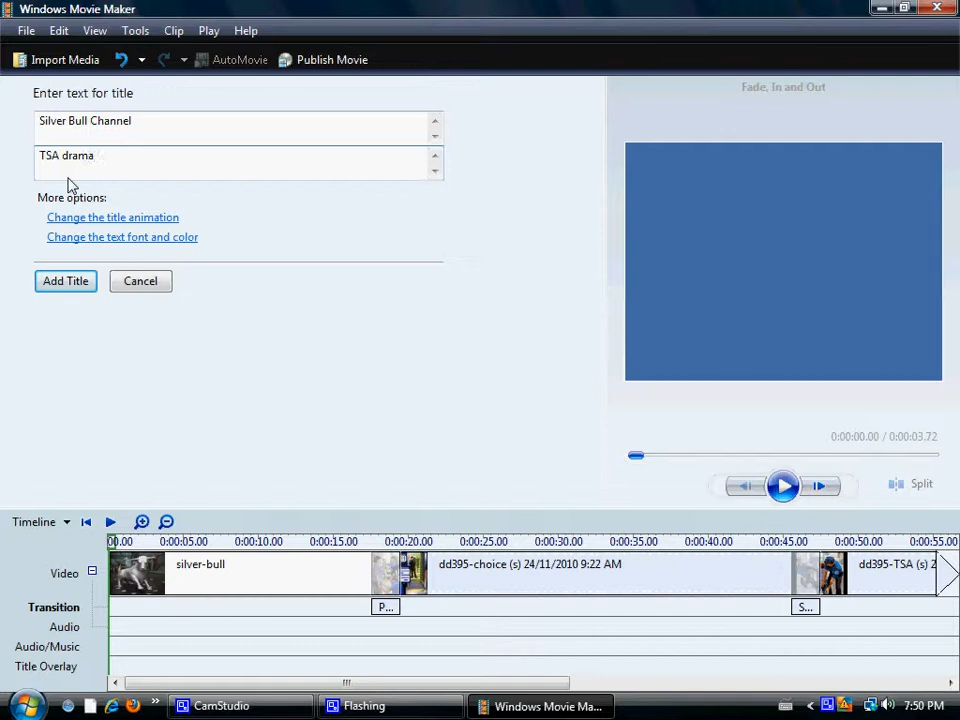 Windows Movie Maker
File Edit View Tools Clip Play Help
Import Media AutoMovie Publish Movie
Enter text for title
Fade, In and Out
Silver Bull Channel
TSA drama
More options:
Change the title animation
Change the text font and color
Add Title Cancel
0:00:00.00 / 0:00:03.72
Split
Timeline
00.00 0:00:05.00 0:00:10.00 0:00:15.00 0:00:20.00 0:00:25.00 0:00:30.00 0:00:35.00 0:00:40.00 0:00:45.00 0:00:50.00 0:00:55.00
Video silver-bull dd395-choice (s) 24/11/2010 9:22 AM dd395-TSA (s) 2
Transition P... S...
Audio
Audio/Music
Title Overlay
CamStudio Flashing Windows Movie Ma... 7:50 PM